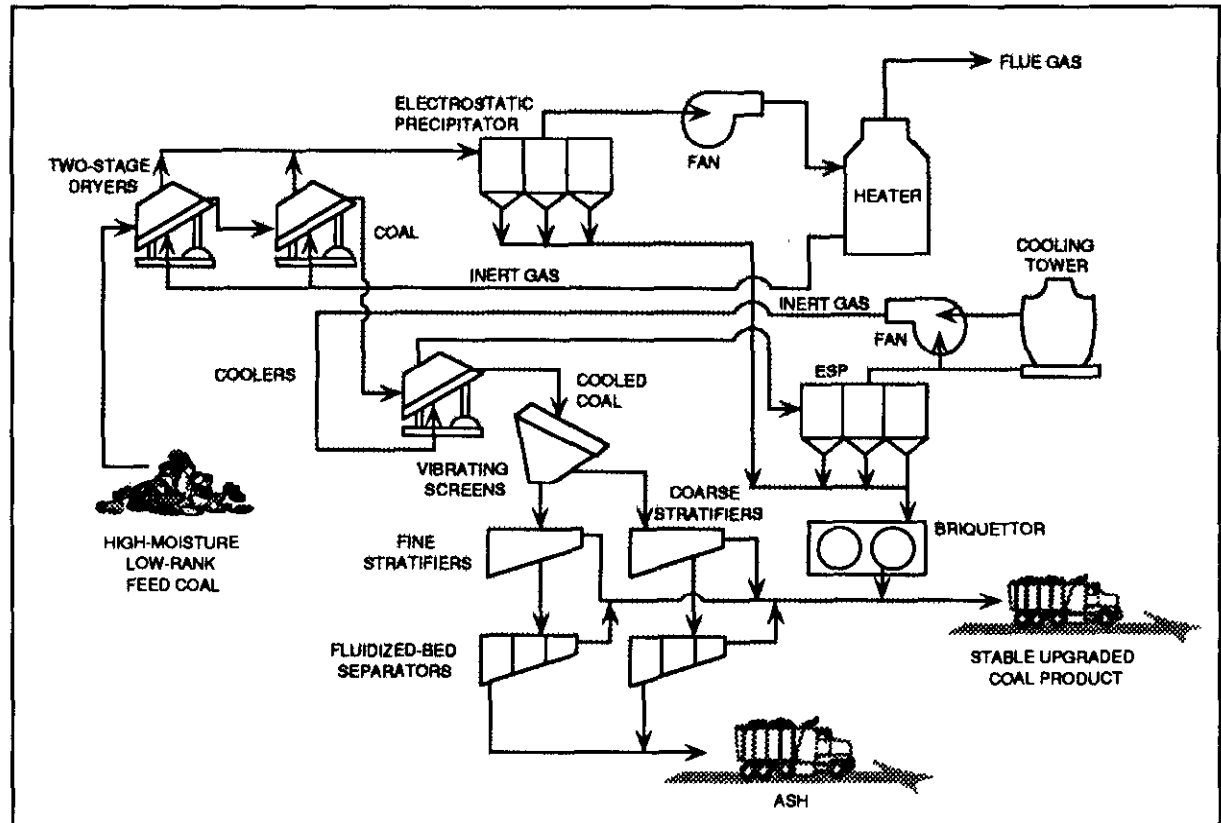 FLUE GAS
ELECTROSTATIC
PRECIPITATOR
FAN
TWO-STAGE
DRYERS
HEATER
COAL
COOLING
TOWER
INERT GAS
INERT GAS
FAN
COOLERS
ESP
COOLED
COAL
VIBRATING
SCREENS
COARSE
STRATIFIERS
BRIQUETTOR
HIGH-MOISTURE
LOW-RANK
FEED COAL
FINE
STRATIFIERS
FLUIDIZED-BED
SEPARATORS
STABLE UPGRADED
COAL PRODUCT
ASH